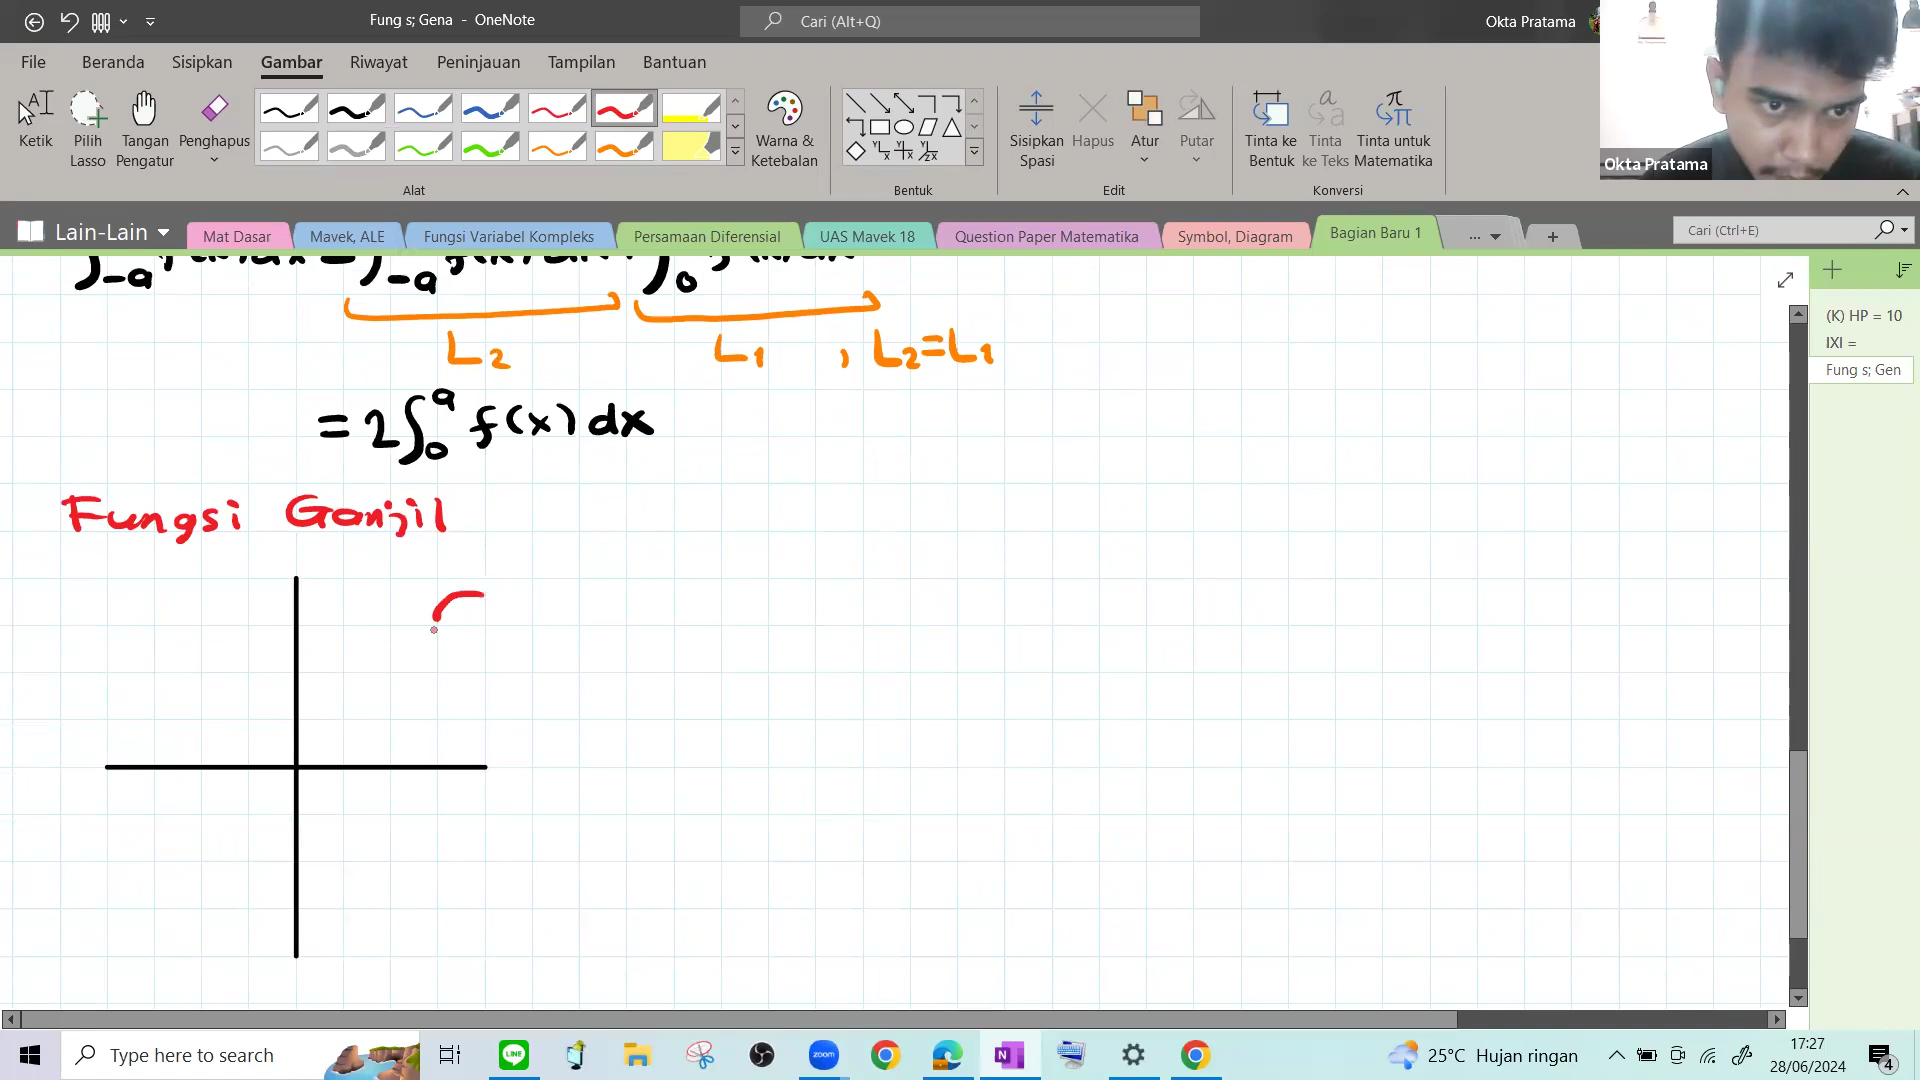 Fung s; Gena - OneNote
Cari (Alt+Q)
Okta Pratama
File Beranda Sisipkan Gambar Riwayat Peninjauan Tampilan Bantuan
Ketik
Pilih Lasso
Tangan Pengatur
Penghapus
Warna & Ketebalan
Sisipkan Spasi
Hapus
Atur
Putar
Tinta ke Bentuk
Tinta ke Teks
Tinta untuk Matematika
Alat
Bentuk
Edit
Konversi
Okta Pratama
Lain-Lain
Mat Dasar
Mavek, ALE
Fungsi Variabel Kompleks
Persamaan Diferensial
UAS Mavek 18
Question Paper Matematika
Symbol, Diagram
Bagian Baru 1
...
Cari (Ctrl+E)
(K) HP = 10
IXI =
Fung s; Gen
L2 L1 , L2=L1
= 2∫₀ᵃ f(x) dx
Fungsi Ganjil
Type here to search
25°C Hujan ringan
17:27
28/06/2024
4